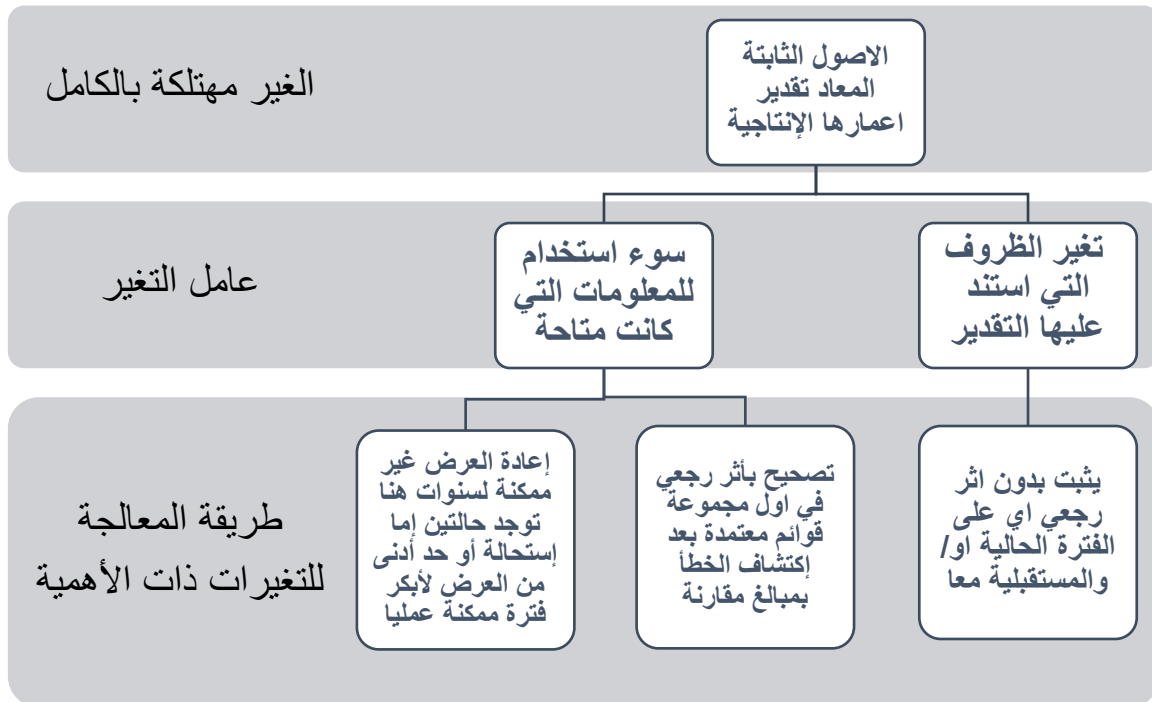 الغير مهتلكة بالكامل
الاصول الثابتة
المعاد تقدير
اعمارها الإنتاجية
عامل التغير
تغير الظروف
التي استند
عليها التقدير
سوء استخدام
للمعلومات التي
كانت متاحة
طريقة المعالجة
للتغيرات ذات الأهمية
يثبت بدون اثر
رجعي اي على
الفترة الحالية او/
والمستقبلية معا
تصحيح بأثر رجعي
في اول مجموعة
قوائم معتمدة بعد
إكتشاف الخطأ
بمبالغ مقارنة
إعادة العرض غير
ممكنة لسنوات هنا
توجد حالتين إما
إستحالة أو حد أدنى
من العرض لأبكر
فترة ممكنة عمليا